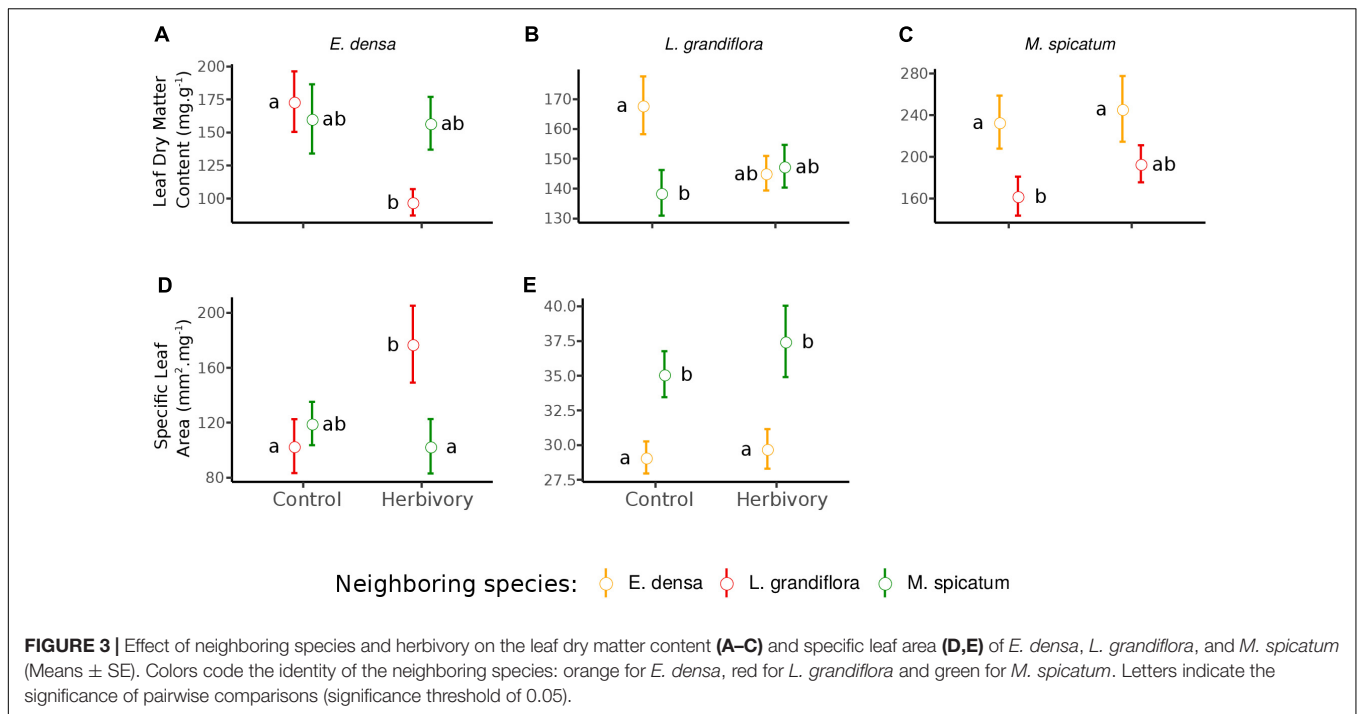 A
E. densa
B
L. grandiflora
C
M. spicatum
Leaf Dry Matter
Content (mg.g-1)
200
175
150
125
100
a
ab
b
ab
170
160
150
140
130
a
b
ab
ab
280
240
200
160
a
b
a
ab
D
Specific Leaf
Area (mm2.mg-1)
200
160
120
80
a
ab
b
a
Control
Herbivory
E
40.0
37.5
35.0
32.5
30.0
27.5
a
b
a
b
Control
Herbivory
Neighboring species:
E. densa
L. grandiflora
M. spicatum
FIGURE 3 | Effect of neighboring species and herbivory on the leaf dry matter content (A–C) and specific leaf area (D,E) of E. densa, L. grandiflora, and M. spicatum
(Means ± SE). Colors code the identity of the neighboring species: orange for E. densa, red for L. grandiflora and green for M. spicatum. Letters indicate the
significance of pairwise comparisons (significance threshold of 0.05).